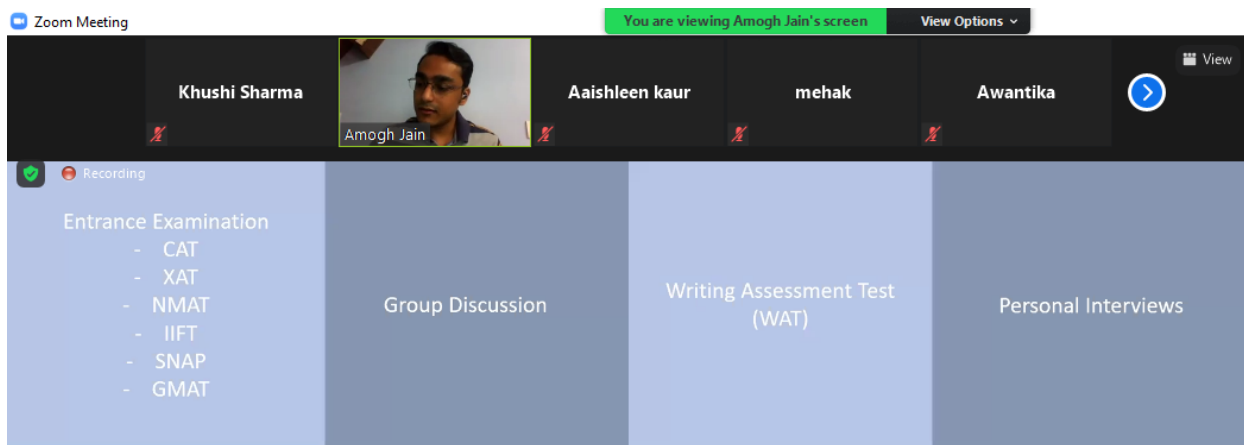 Zoom Meeting
You are viewing Amogh Jain's screen
View Options
View
Khushi Sharma
Amogh Jain
Aaishleen kaur
mehak
Awantika
Recording
Entrance Examination
- CAT
- XAT
- NMAT
- IIFT
- SNAP
- GMAT
Group Discussion
Writing Assessment Test
(WAT)
Personal Interviews